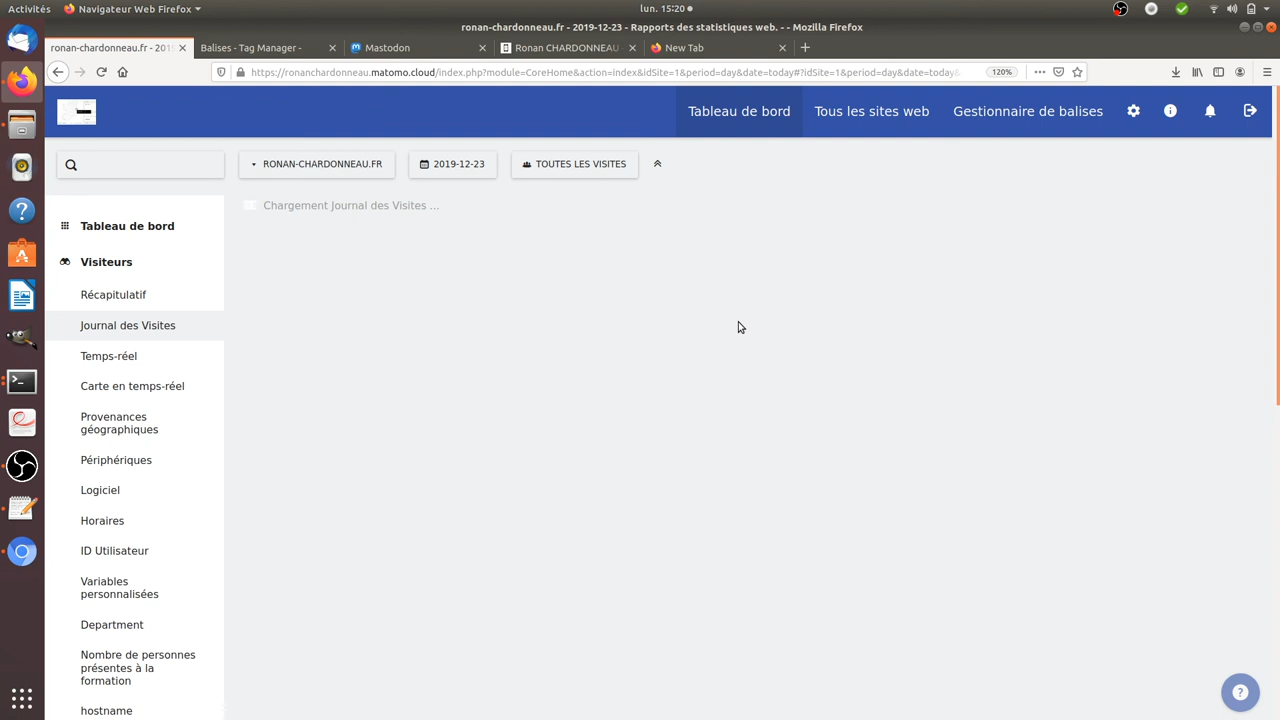 Activités
Navigateur Web Firefox
lun. 15:20
ronan-chardonneau.fr - 2019-12-23 - Rapports des statistiques web. - - Mozilla Firefox
ronan-chardonneau.fr - 201
Balises - Tag Manager -
Mastodon
Ronan CHARDONNEAU -
New Tab
https://ronanchardonneau.matomo.cloud/index.php?module=CoreHome&action=index&idSite=1&period=day&date=today#?idSite=1&period=day&date=today&
120%
Tableau de bord
Tous les sites web
Gestionnaire de balises
RONAN-CHARDONNEAU.FR
2019-12-23
TOUTES LES VISITES
Chargement Journal des Visites ...
Tableau de bord
Visiteurs
Récapitulatif
Journal des Visites
Temps-réel
Carte en temps-réel
Provenances
géographiques
Périphériques
Logiciel
Horaires
ID Utilisateur
Variables
personnalisées
Department
Nombre de personnes
présentes à la
formation
hostname